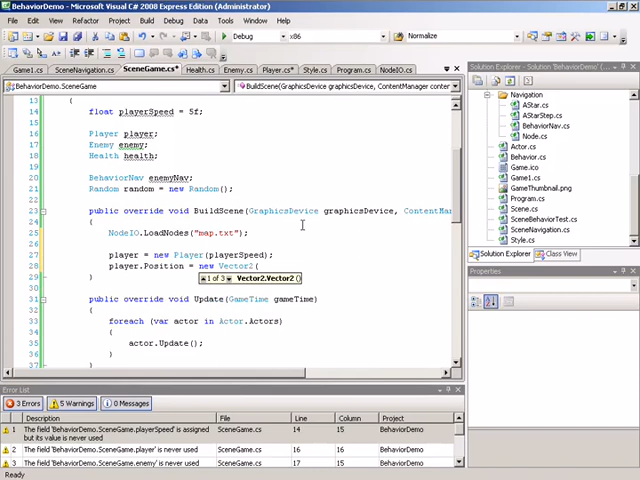 BehaviorDemo - Microsoft Visual C# 2008 Express Edition (Administrator)
File Edit View Refactor Project Build Debug Data Tools Window Help
Debug x86 Normalize
Game1.cs SceneNavigation.cs SceneGame.cs* Health.cs Enemy.cs Player.cs* Style.cs Program.cs NodeIO.cs
BehaviorDemo.SceneGame BuildScene(GraphicsDevice graphicsDevice, ContentManager conter
13 {
14 float playerSpeed = 5f;
15
16 Player player;
17 Enemy enemy;
18 Health health;
19
20 BehaviorNav enemyNav;
21 Random random = new Random();
22
23 public override void BuildScene(GraphicsDevice graphicsDevice, ContentMan
24 {
25 NodeIO.LoadNodes("map.txt");
26
27 player = new Player(playerSpeed);
28 player.Position = new Vector2(
1 of 3 Vector2.Vector2 ()
29 }
30
31 public override void Update(GameTime gameTime)
32 {
33 foreach (var actor in Actor.Actors)
34 {
35 actor.Update();
36 }
37 }
Error List
3 Errors 5 Warnings 0 Messages
Description File Line Column Project
1 The field 'BehaviorDemo.SceneGame.playerSpeed' is assigned but its value is never used SceneGame.cs 14 15 BehaviorDemo
2 The field 'BehaviorDemo.SceneGame.player' is never used SceneGame.cs 16 16 BehaviorDemo
3 The field 'BehaviorDemo.SceneGame.enemy' is never used SceneGame.cs 17 15 BehaviorDemo
Ready
Solution Explorer - BehaviorDemo
Navigation
AStar.cs
AStarStep.cs
BehaviorNav.cs
Node.cs
Actor.cs
Behavior.cs
Game.ico
Game1.cs
GameThumbnail.png
Program.cs
Scene.cs
SceneBehaviorTest.cs
SceneNavigation.cs
Style.cs
Solution Explorer Class View
Properties